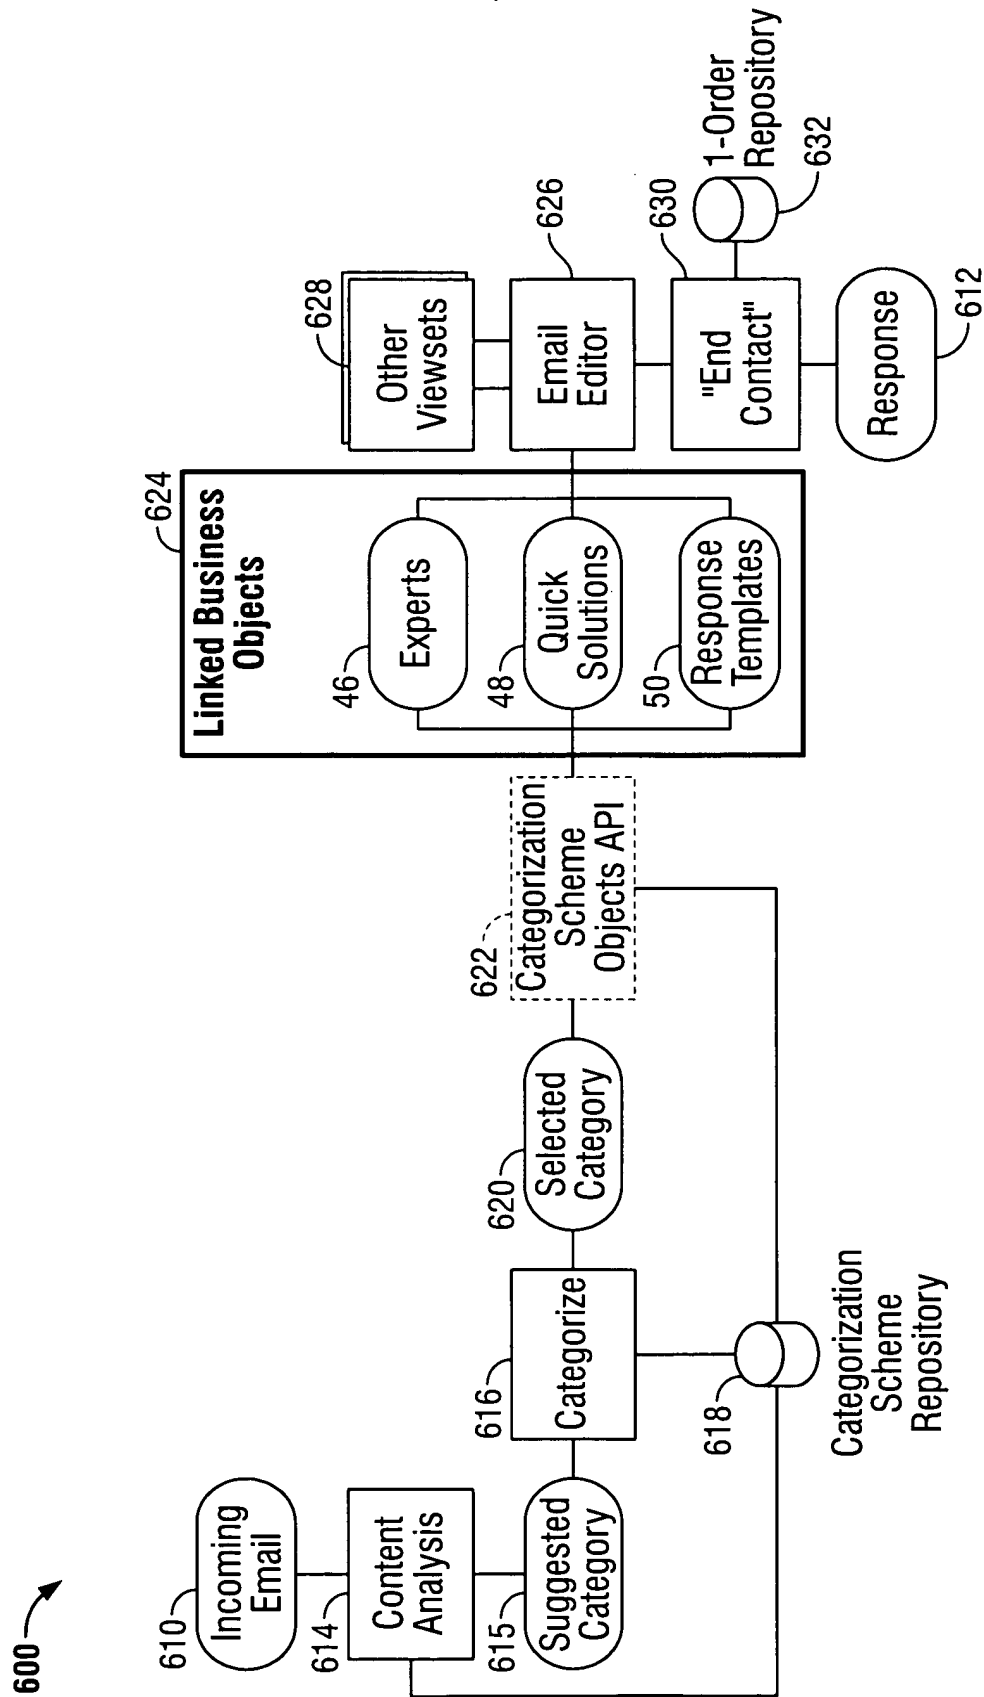 600
610
Incoming
Email
614
Content
Analysis
615
Suggested
Category
616
Categorize
618
Categorization
Scheme
Repository
620
Selected
Category
622
Categorization
Scheme
Objects API
624
Linked Business
Objects
46
Experts
48
Quick
Solutions
50
Response
Templates
628
Other
Viewsets
626
Email
Editor
630
"End
Contact"
1-Order
Repository
632
Response
612